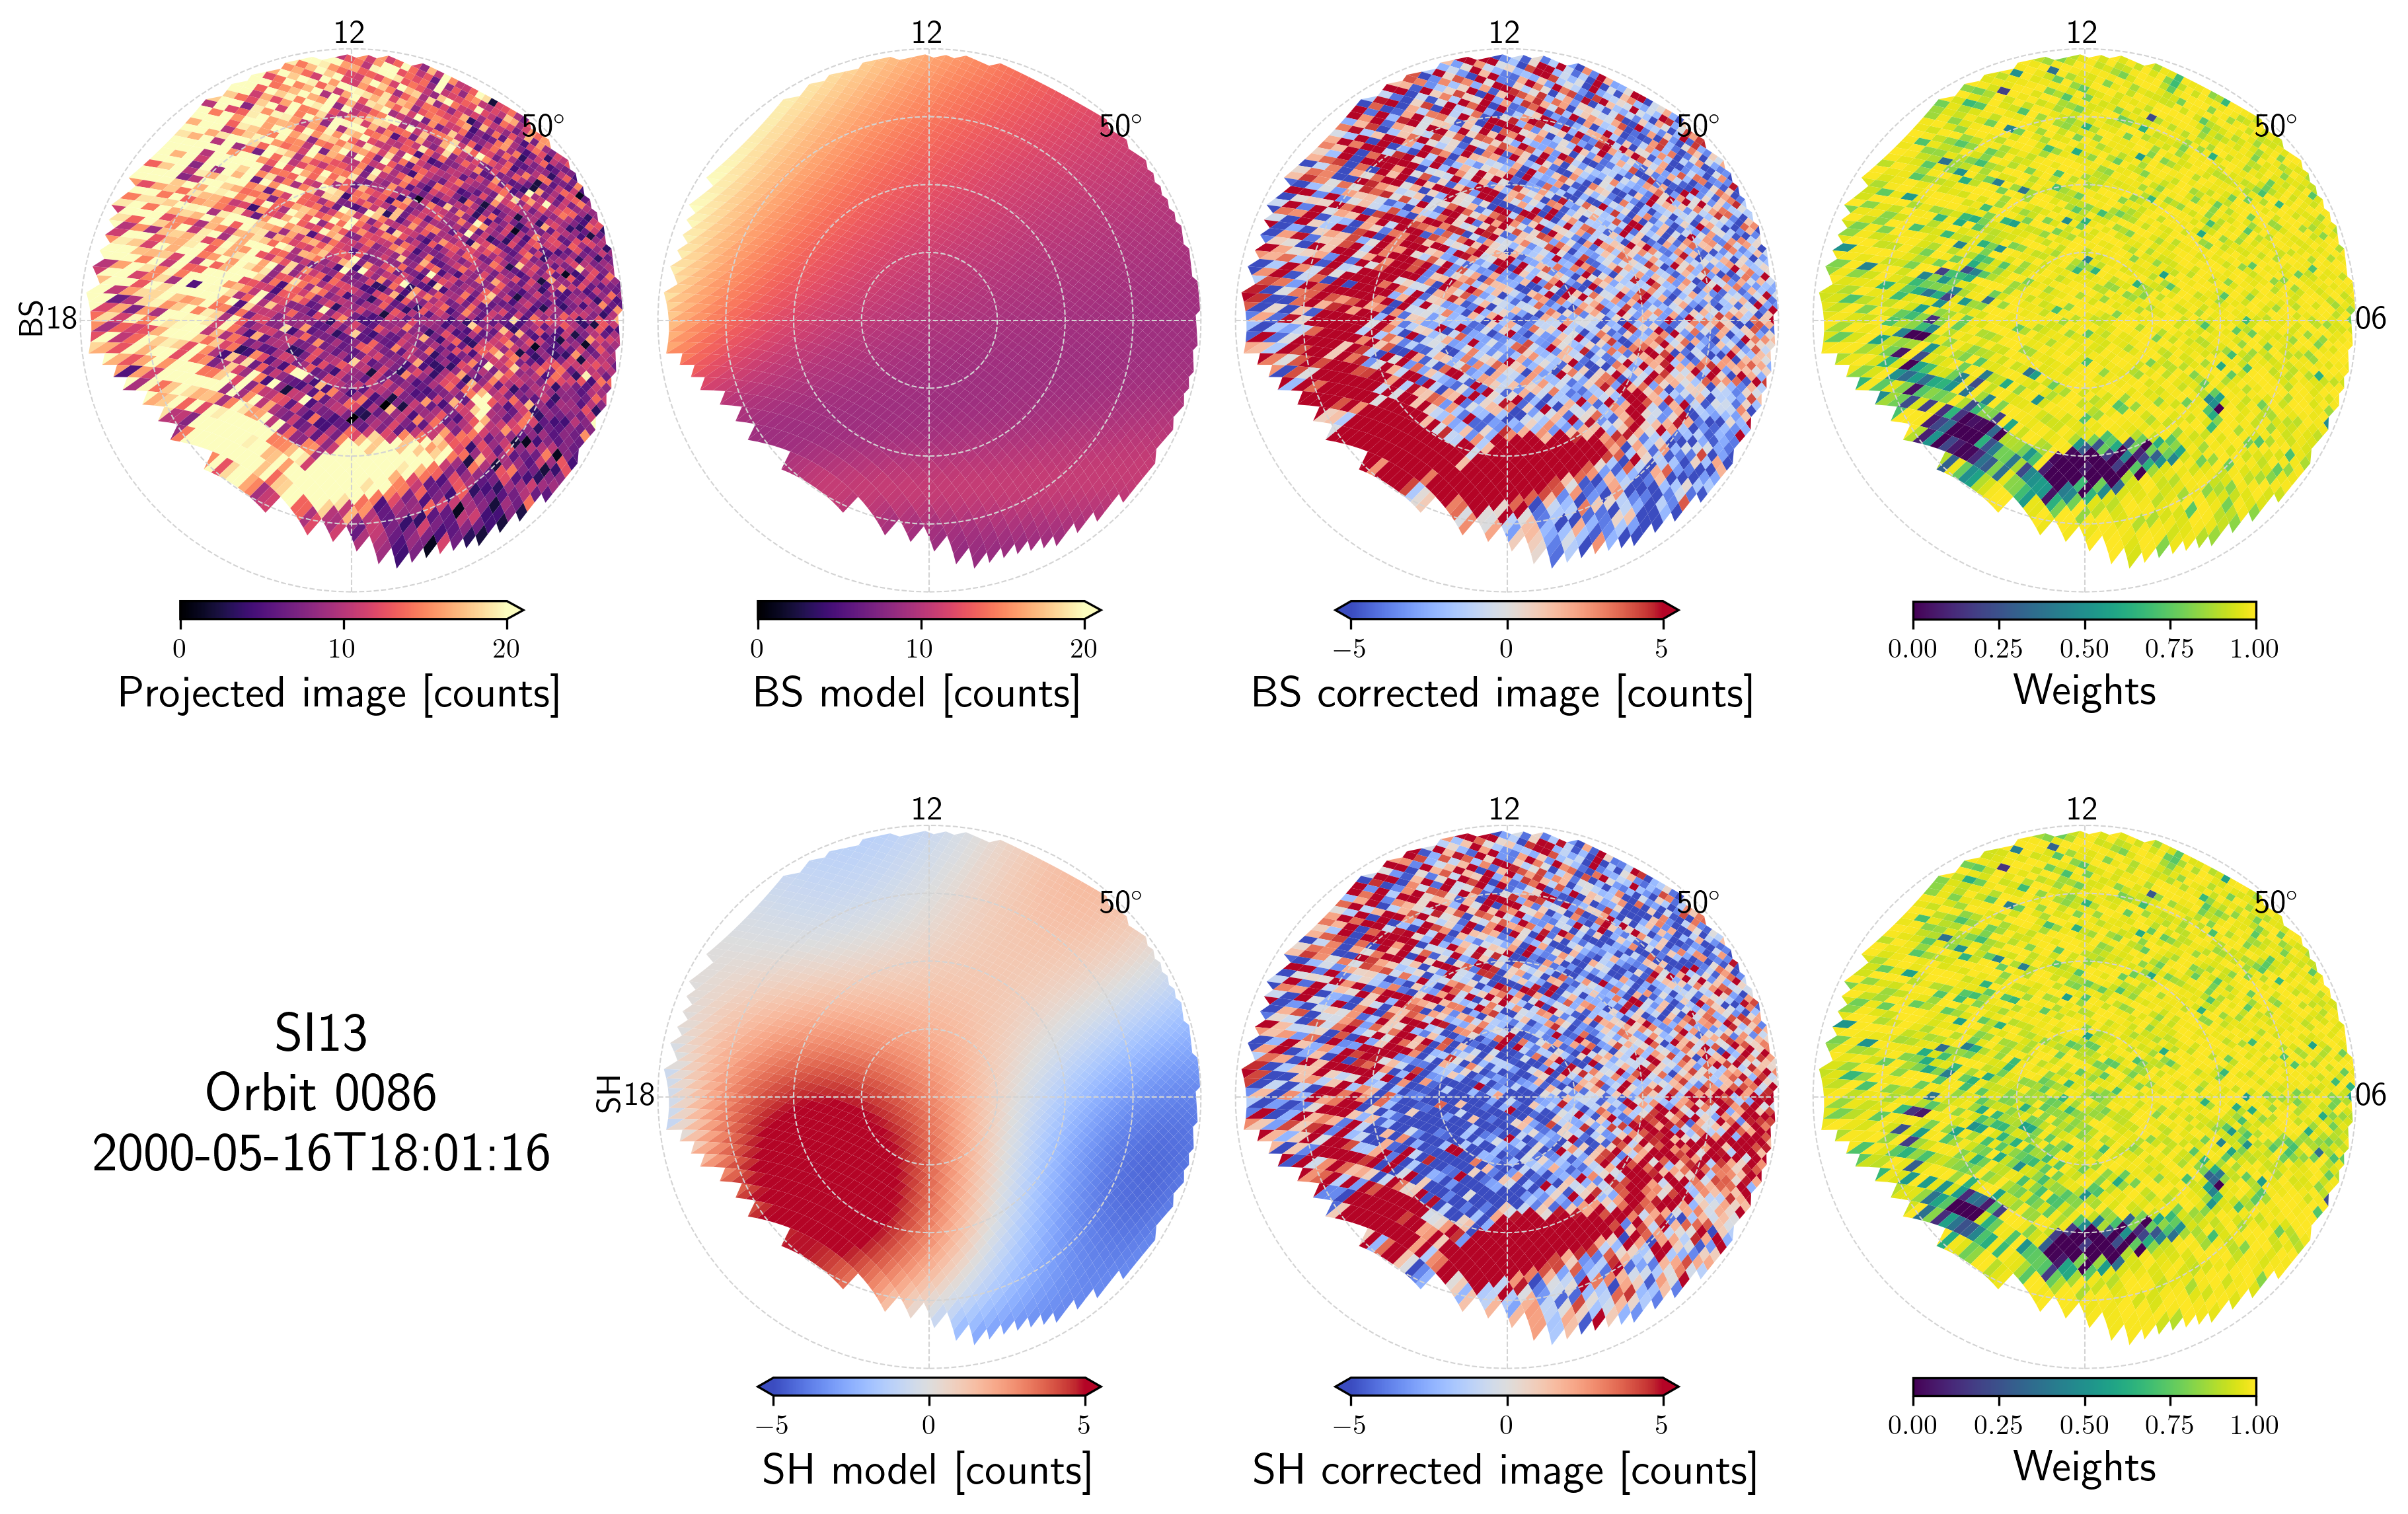 12 12 12 12
50° 50° 50° 50°
BS 18 06
0 10 20 0 10 20 −5 0 5 0.00 0.25 0.50 0.75 1.00
Projected image [counts] BS model [counts] BS corrected image [counts] Weights
12 12 12
50° 50° 50°
SI13
Orbit 0086
2000-05-16T18:01:16
SH 18 06
−5 0 5 −5 0 5 0.00 0.25 0.50 0.75 1.00
SH model [counts] SH corrected image [counts] Weights